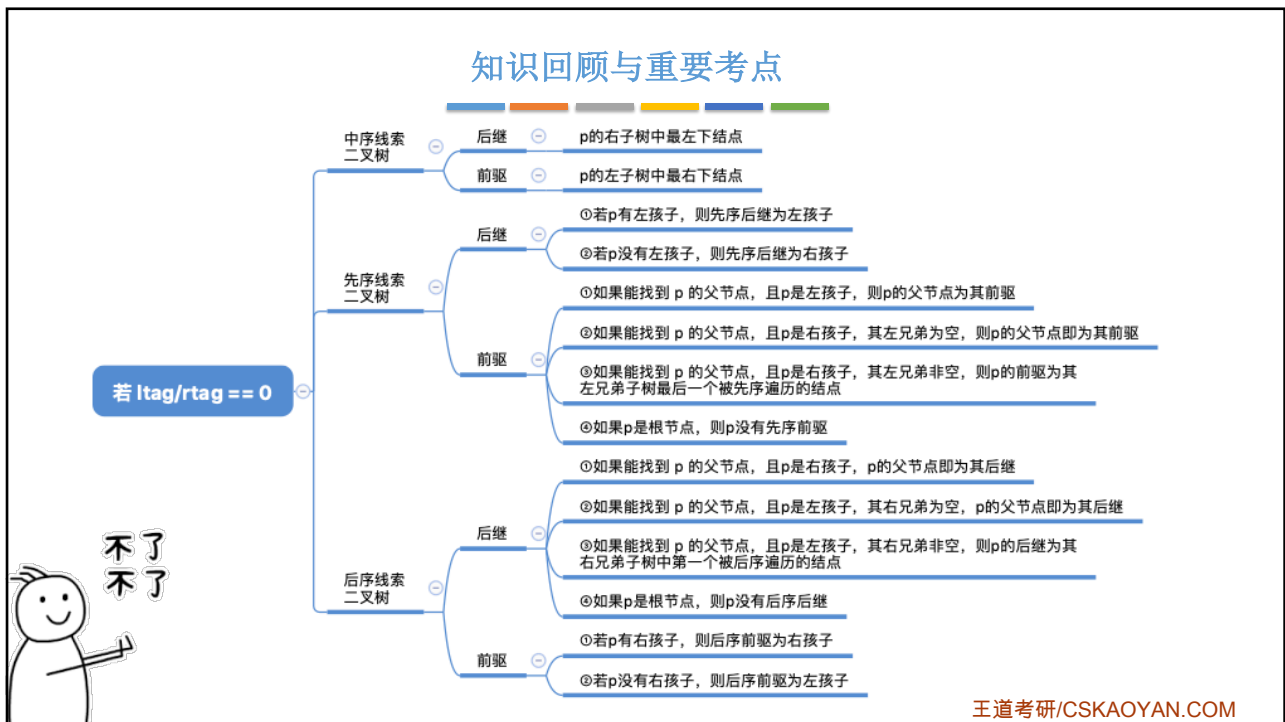 知识回顾与重要考点
中序线索
二叉树
后继
p的右子树中最左下结点
前驱
p的左子树中最右下结点
先序线索
二叉树
后继
①若p有左孩子，则先序后继为左孩子
②若p没有左孩子，则先序后继为右孩子
前驱
①如果能找到 p 的父节点，且p是左孩子，则p的父节点为其前驱
②如果能找到 p 的父节点，且p是右孩子，其左兄弟为空，则p的父节点即为其前驱
③如果能找到 p 的父节点，且p是右孩子，其左兄弟非空，则p的前驱为其
左兄弟子树最后一个被先序遍历的结点
④如果p是根节点，则p没有先序前驱
若 ltag/rtag == 0
后序线索
二叉树
后继
①如果能找到 p 的父节点，且p是右孩子，p的父节点即为其后继
②如果能找到 p 的父节点，且p是左孩子，其右兄弟为空，p的父节点即为其后继
③如果能找到 p 的父节点，且p是左孩子，其右兄弟非空，则p的后继为其
右兄弟子树中第一个被后序遍历的结点
④如果p是根节点，则p没有后序后继
前驱
①若p有右孩子，则后序前驱为右孩子
②若p没有右孩子，则后序前驱为左孩子
不了
不了
王道考研/CSKAOYAN.COM